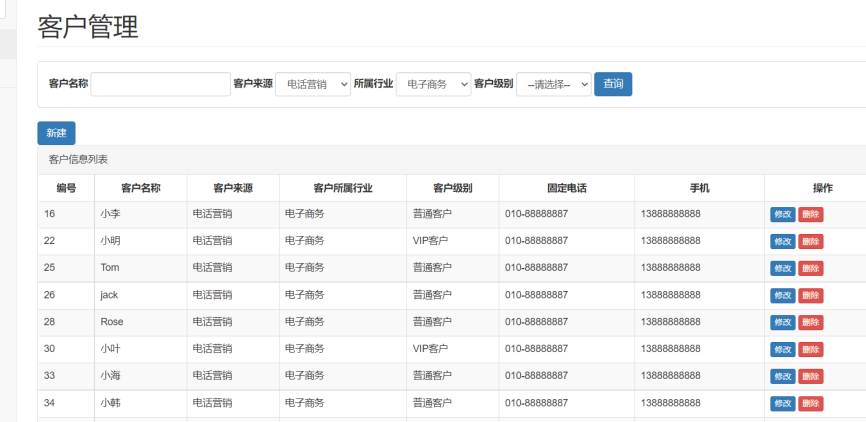 客户管理
客户名称 客户来源 电话营销 所属行业 电子商务 客户级别 --请选择-- 查询
新建
客户信息列表
编号 客户名称 客户来源 客户所属行业 客户级别 固定电话 手机 操作
16 小李 电话营销 电子商务 普通客户 010-88888887 13888888888 修改 删除
22 小明 电话营销 电子商务 VIP客户 010-88888887 13888888888 修改 删除
25 Tom 电话营销 电子商务 普通客户 010-88888887 13888888888 修改 删除
26 jack 电话营销 电子商务 普通客户 010-88888887 13888888888 修改 删除
28 Rose 电话营销 电子商务 普通客户 010-88888887 13888888888 修改 删除
30 小叶 电话营销 电子商务 VIP客户 010-88888887 13888888888 修改 删除
33 小海 电话营销 电子商务 普通客户 010-88888887 13888888888 修改 删除
34 小韩 电话营销 电子商务 普通客户 010-88888887 13888888888 修改 删除